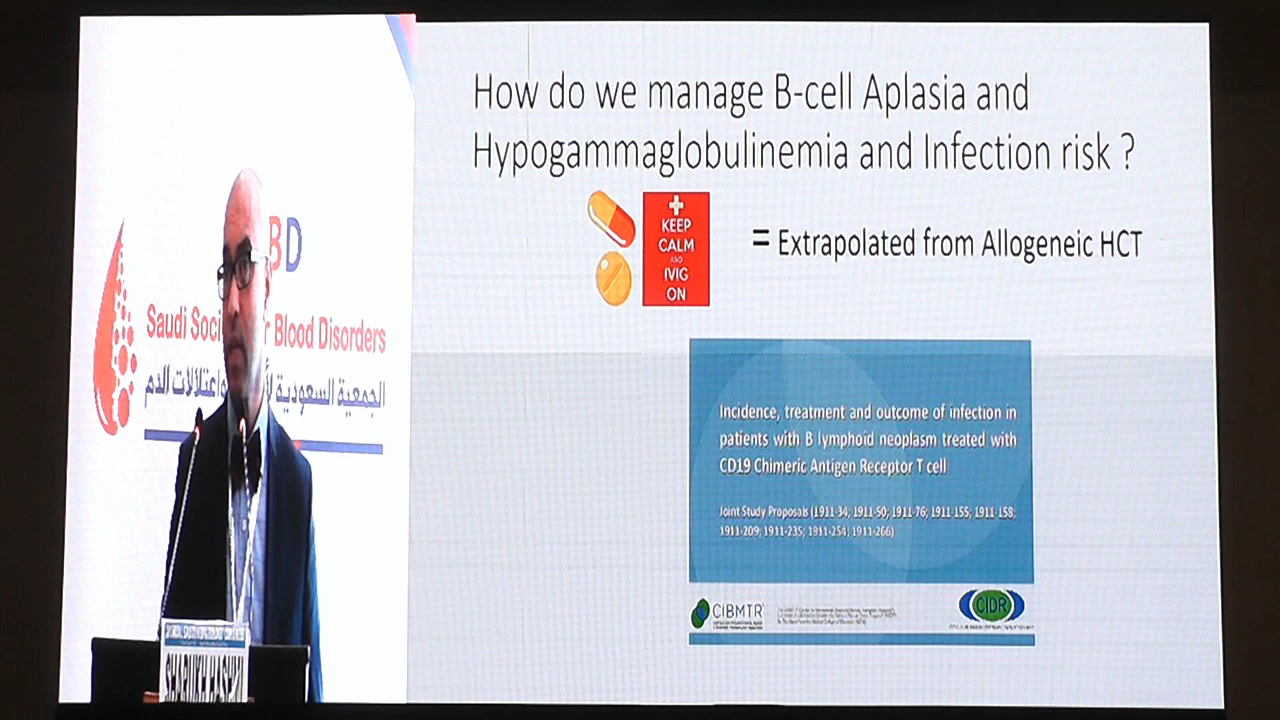 How do we manage B-cell Aplasia and
Hypogammaglobulinemia and Infection risk ?
KEEP
CALM
AND
IVIG
ON
= Extrapolated from Allogeneic HCT
BD
Saudi Blood Disorders
الجمعية السعودية واعتلالات الدم
Incidence, treatment and outcome of infection in
patients with B lymphoid neoplasm treated with
CD19 Chimeric Antigen Receptor T cell
Joint Study Proposals (1911-34; 1911-50; 1911-76; 1911-155; 1911-158;
1911-209; 1911-235; 1911-254; 1911-266)
CIBMTR
CIDR